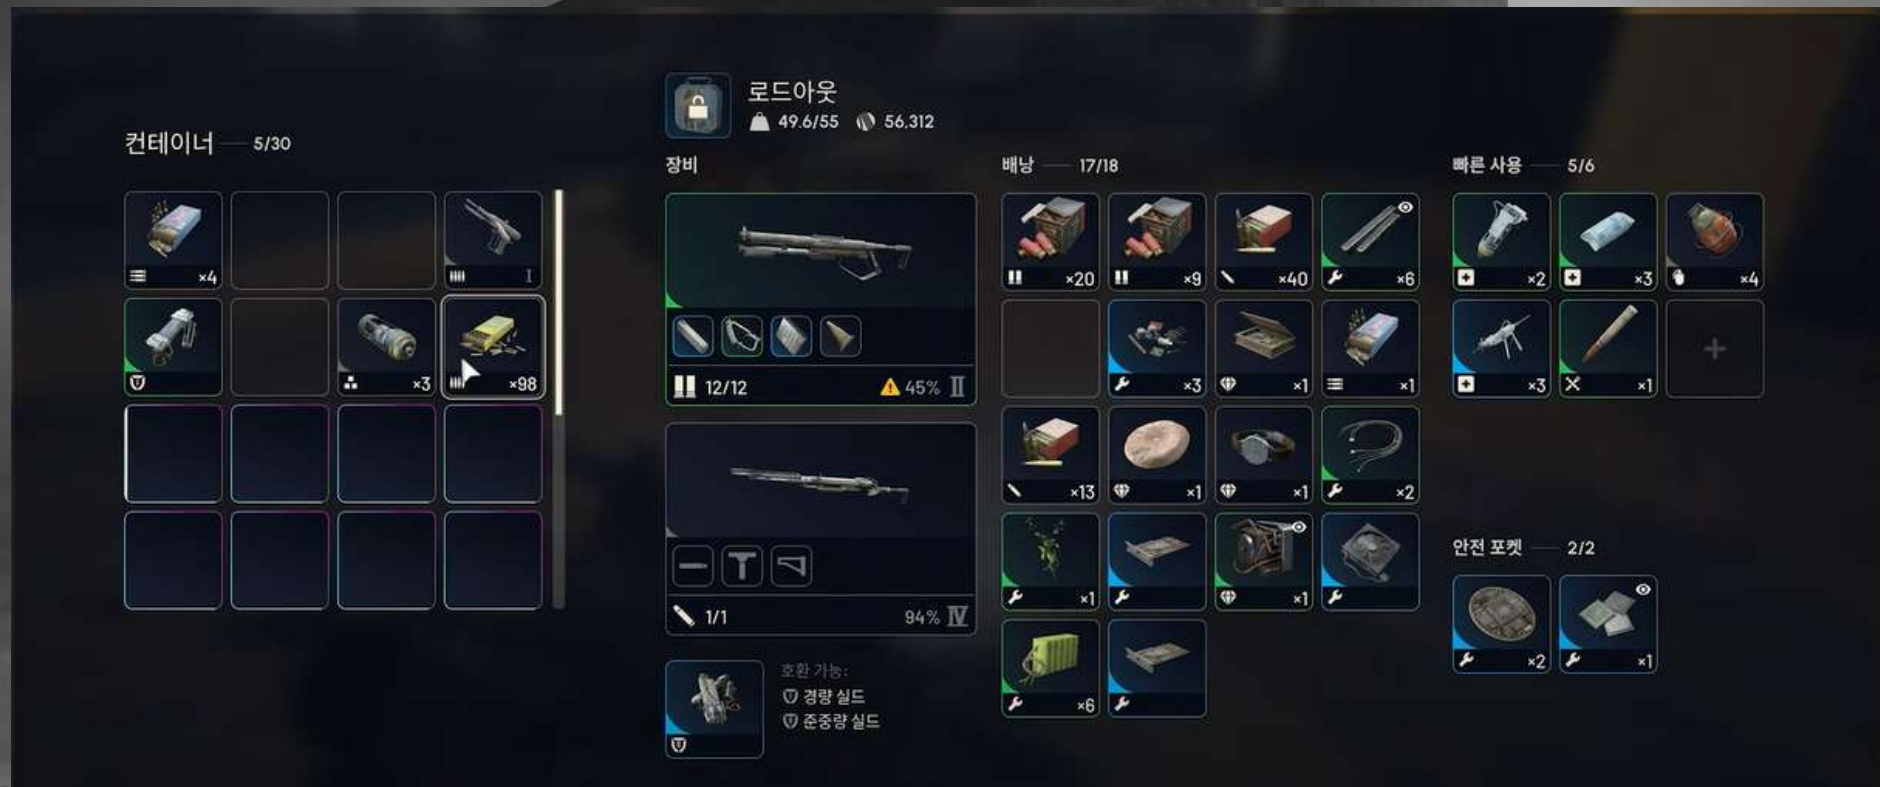 로드아웃
49.6/55 56,312
컨테이너 5/30
×4
I
×3
×98
장비
12/12 45% II
1/1 94% IV
호환 가능:
경량 실드
준중량 실드
배낭 17/18
×20 ×9 ×40 ×6
×3 ×1 ×1
×13 ×1 ×1 ×2
×1 ×1
×6
빠른 사용 5/6
×2 ×3 ×4
×3 ×1 +
안전 포켓 2/2
×2 ×1